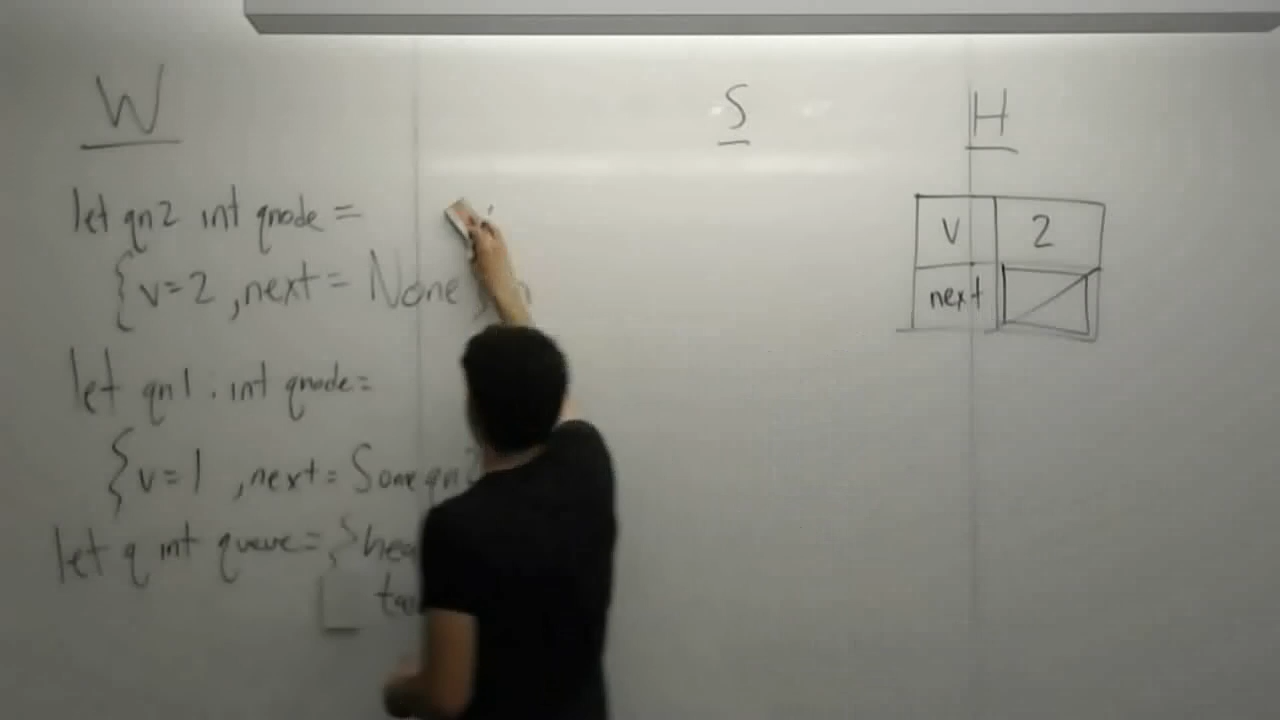 W
S
H
let qn2 int qnode =
{v=2 ,next= None
let qn1 : int qnode=
{v=1 ,next= Some
let q int queue= {
v 2
next